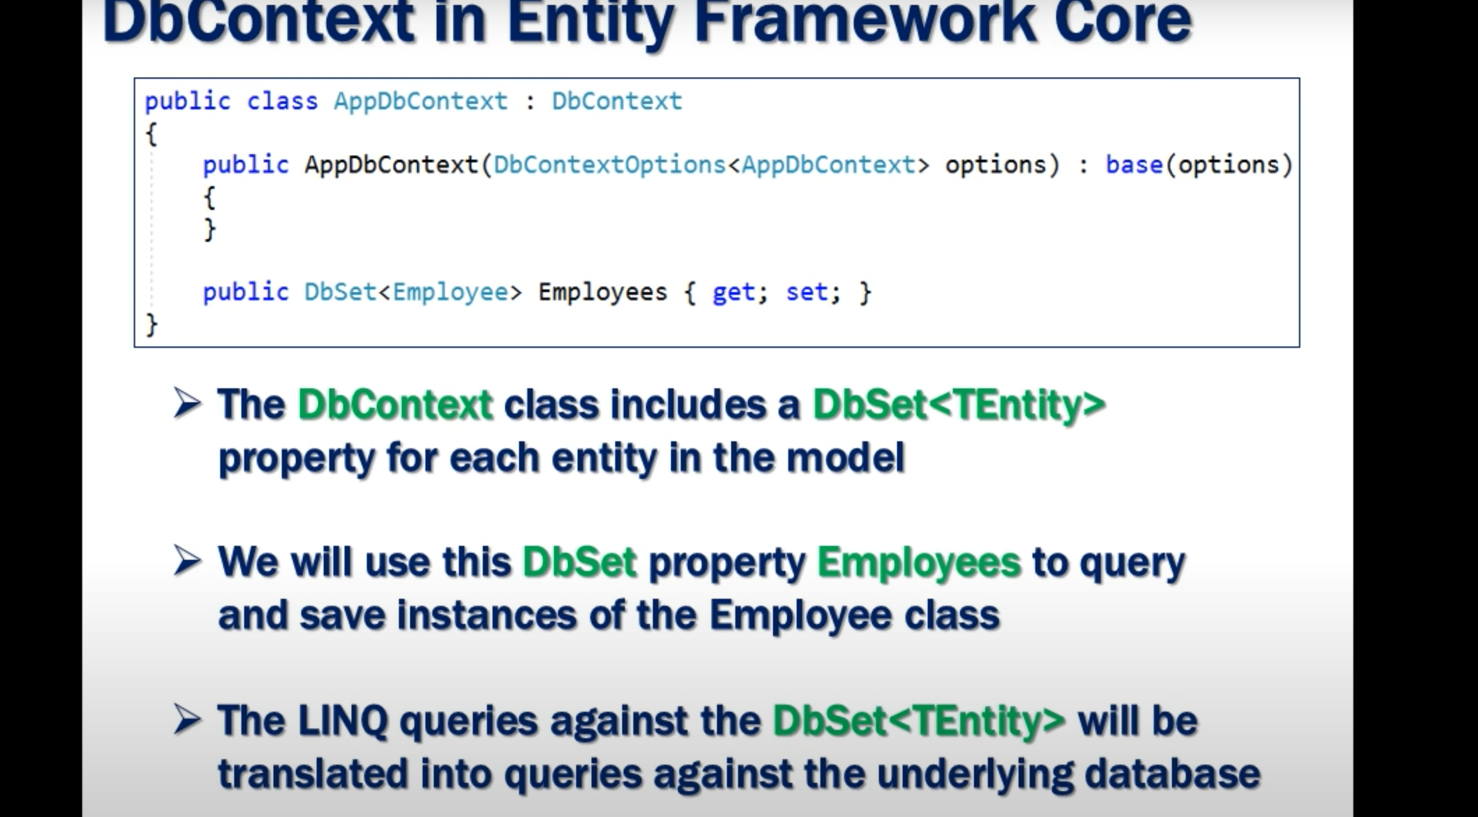 DbContext in Entity Framework Core
public class AppDbContext : DbContext
{
public AppDbContext(DbContextOptions<AppDbContext> options) : base(options)
{
}
public DbSet<Employee> Employees { get; set; }
}
The DbContext class includes a DbSet<TEntity>
property for each entity in the model
We will use this DbSet property Employees to query
and save instances of the Employee class
The LINQ queries against the DbSet<TEntity> will be
translated into queries against the underlying database